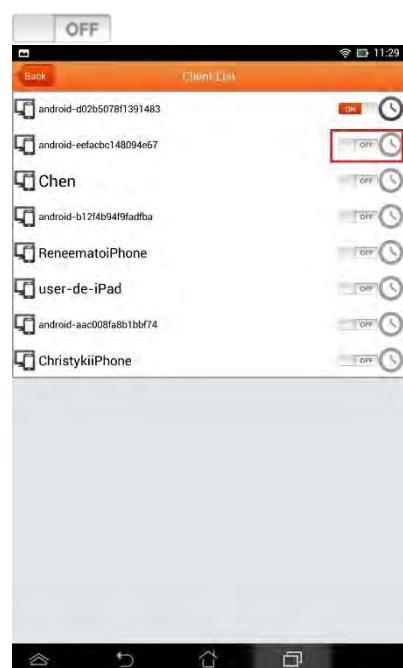 OFF
11:29
Back Client List
android-d02b5078f1391483 ON
android-eefacbc148094e67 OFF
Chen OFF
android-b12f4b94f9fadfba OFF
ReneematoiPhone OFF
user-de-iPad OFF
android-aac008fa8b1bbf74 OFF
ChristykiiPhone OFF